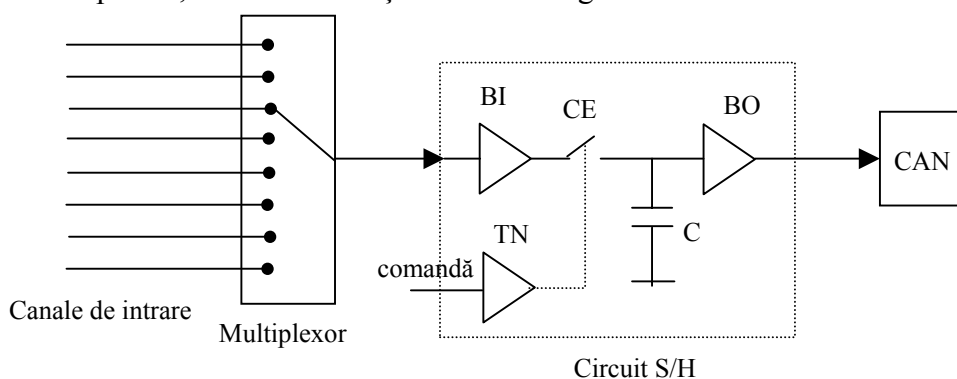 BI
CE
BO
CAN
TN
C
comandă
Canale de intrare
Multiplexor
Circuit S/H